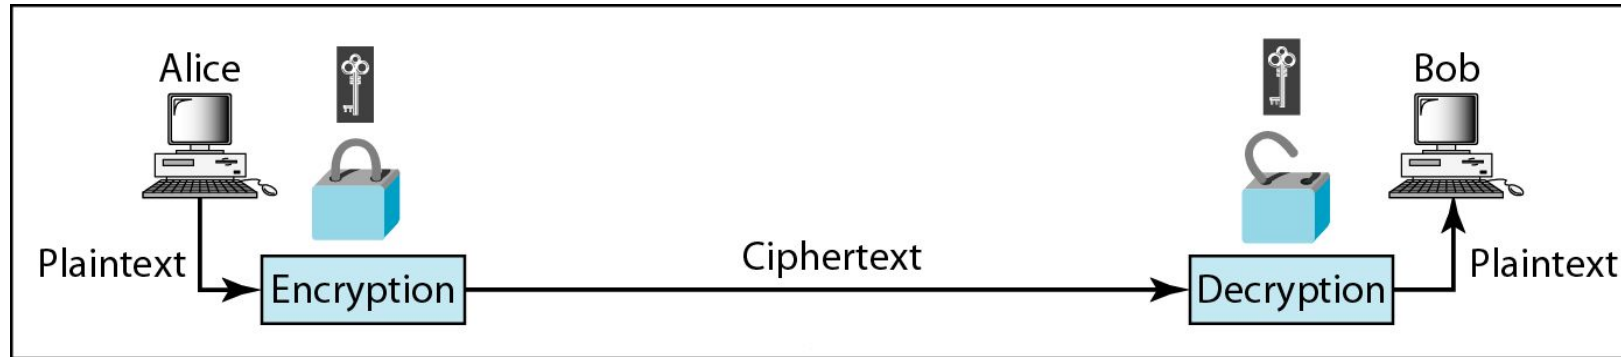 Alice
Bob
Plaintext
Encryption
Ciphertext
Decryption
Plaintext